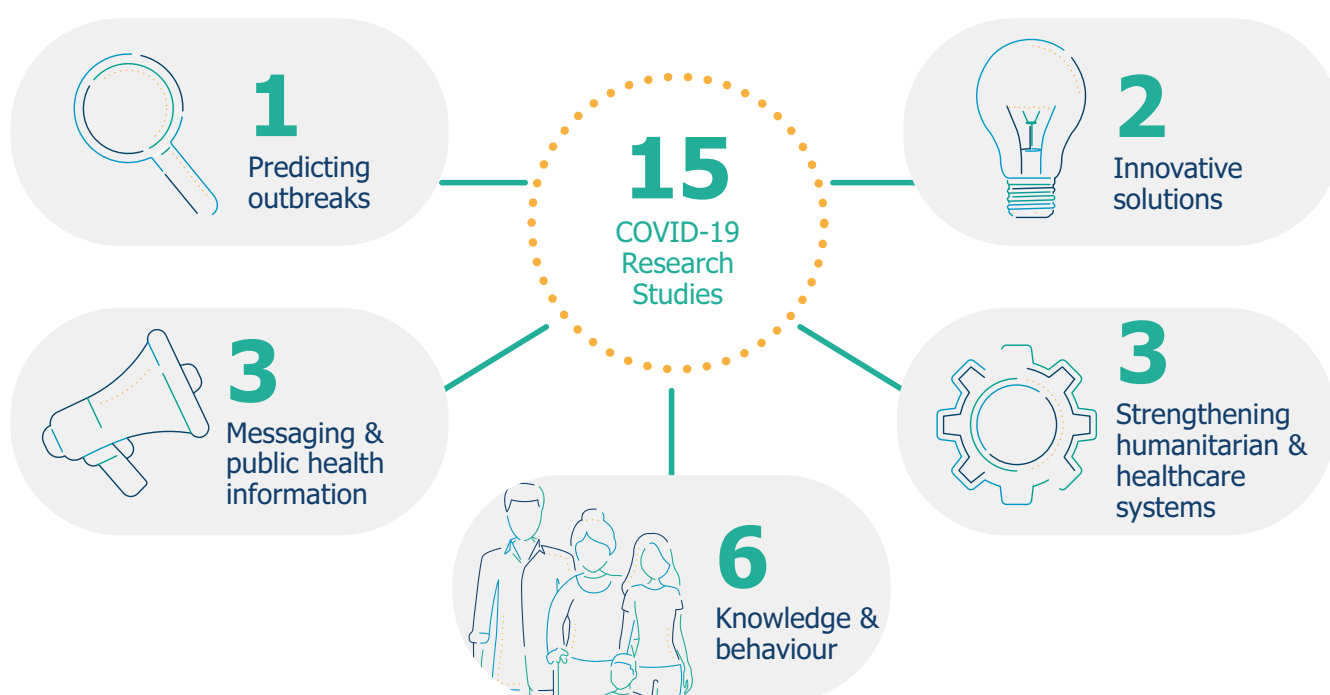 1
Predicting
outbreaks
15
COVID-19
Research
Studies
2
Innovative
solutions
3
Messaging &
public health
information
3
Strengthening
humanitarian &
healthcare
systems
6
Knowledge &
behaviour